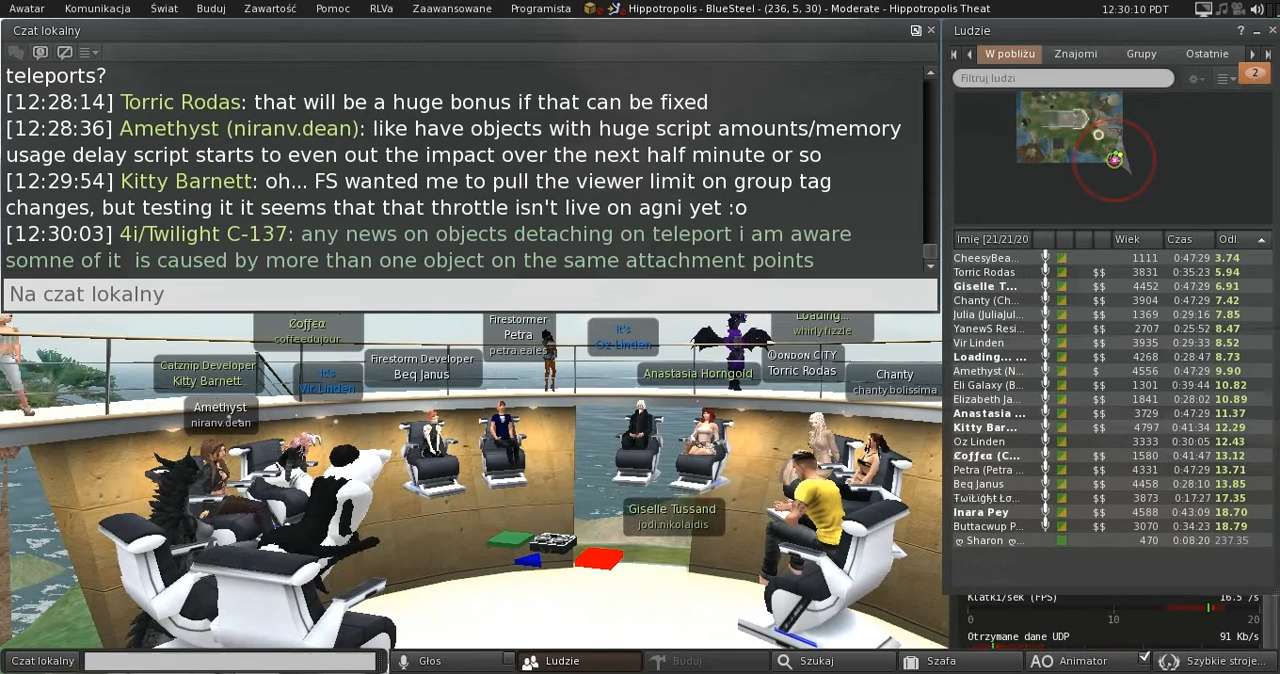 Awatar Komunikacja Świat Buduj Zawartość Pomoc RLVa Zaawansowane Programista Hippotropolis - BlueSteel - (236, 5, 30) - Moderate - Hippotropolis Theat 12:30:10 PDT
Czat lokalny
teleports?
[12:28:14] Torric Rodas: that will be a huge bonus if that can be fixed
[12:28:36] Amethyst (niranv.dean): like have objects with huge script amounts/memory
usage delay script starts to even out the impact over the next half minute or so
[12:29:54] Kitty Barnett: oh... FS wanted me to pull the viewer limit on group tag
changes, but testing it it seems that that throttle isn't live on agni yet :o
[12:30:03] 4i/Twilight C-137: any news on objects detaching on teleport i am aware
somne of it is caused by more than one object on the same attachment points
Na czat lokalny
Ludzie
W pobliżu Znajomi Grupy Ostatnie
Filtruj ludzi
2
Imię [21/21/20 Wiek Czas Odl.
CheesyBea... 1111 0:47:29 3.74
Torric Rodas $$ 3831 0:35:23 5.94
Giselle T... $$ 4452 0:47:29 6.91
Chanty (Ch... $$ 3904 0:47:29 7.42
Julia (JuliaJul... $$ 1369 0:29:16 7.85
YanewS Resi... $$ 2707 0:25:52 8.47
Vir Linden $$ 3935 0:29:33 8.52
Loading... ... $$ 4268 0:28:47 8.73
Amethyst (N... $ 4556 0:47:29 9.90
Eli Galaxy (B... $$ 1301 0:39:44 10.82
Elizabeth Ja... $$ 1841 0:28:02 10.89
Anastasia ... $$ 3729 0:47:29 11.37
Kitty Bar... $$ 4797 0:41:34 12.29
Oz Linden 3333 0:30:05 12.43
Ȼoƒƒєα (C... $$ 1580 0:41:47 13.12
Petra (Petra ... $$ 4331 0:47:29 13.71
Beq Janus $$ 4458 0:28:10 13.85
$$ 3873 0:17:27 17.35
Inara Pey $$ 4588 0:43:09 18.70
Buttacwup P... $$ 3070 0:34:23 18.79
ღ Sharon ღ... 470 0:08:20 237.35
Klatki/sek (FPS) 16.5 /s
0 10 20
Otrzymane dane UDP 91 Kb/s
Ȼoƒƒєα
coffeedujour
Firestormer
Petra
petra.eales
It's
Oz Linden
Loading...
whirly.fizzle
Catznip Developer
Kitty Barnett
It's
Vir Linden
Firestorm Developer
Beq Janus
Anastasia Horngold
LONDON CITY
Torric Rodas
Chanty
chanty.bolissima
Amethyst
niranv.dean
Giselle Tussand
jodi.nikolaidis
Czat lokalny Głos Ludzie Buduj Szukaj Szafa AO Animator Szybkie stroje...